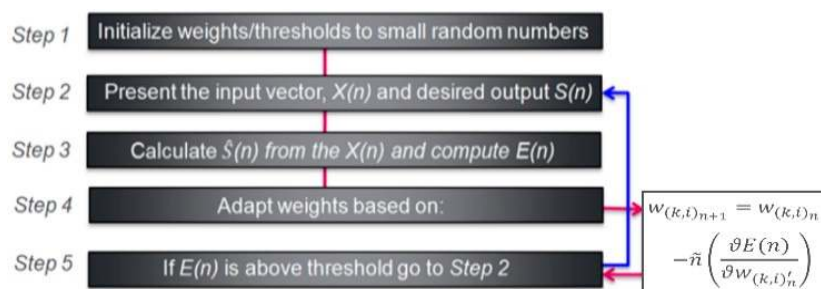 Step 1 Initialize weights/thresholds to small random numbers
Step 2 Present the input vector, X(n) and desired output S(n)
Step 3 Calculate Ŝ(n) from the X(n) and compute E(n)
Step 4 Adapt weights based on:
w(k,i)n+1 = w(k,i)n
−ñ(ϑE(n)/ϑw(k,i)′n)
Step 5 If E(n) is above threshold go to Step 2